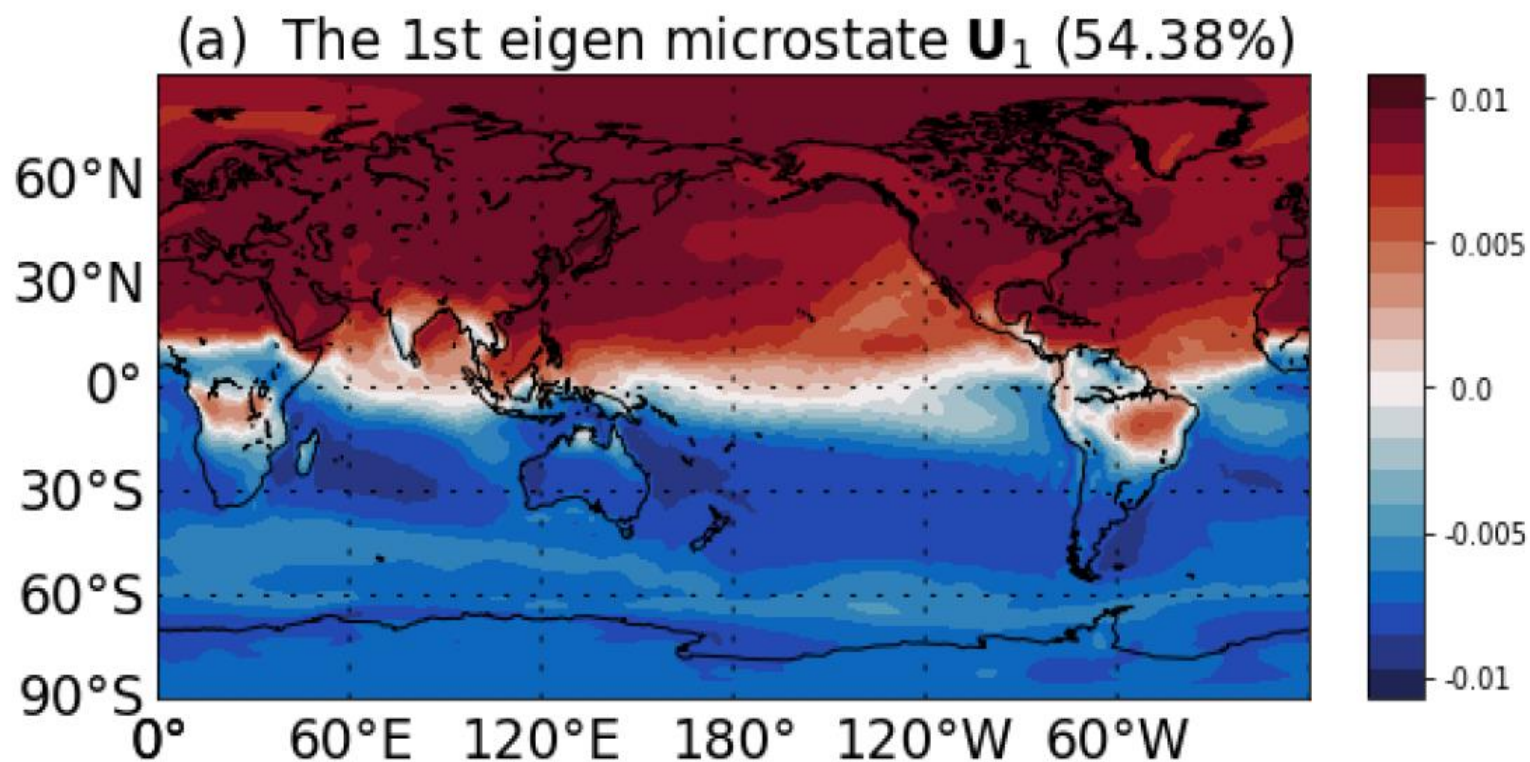 (a) The 1st eigen microstate U₁ (54.38%)
60°N
30°N
0°
30°S
60°S
90°S
0° 60°E 120°E 180° 120°W 60°W
0.01
0.005
0.0
-0.005
-0.01